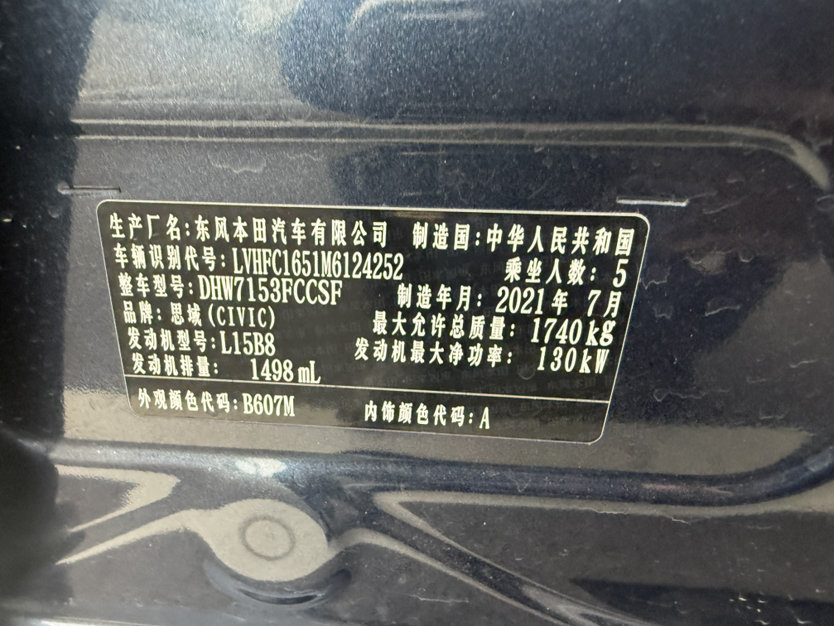 生产厂名:东风本田汽车有限公司 制造国:中华人民共和国
车辆识别代号:LVHFC1651M6124252 乘坐人数:5
整车型号:DHW7153FCCSF 制造年月:2021年 7月
品牌:思域(CIVIC) 最大允许总质量:1740kg
发动机型号:L15B8 发动机最大净功率:130kW
发动机排量: 1498mL
外观颜色代码:B607M 内饰颜色代码:A